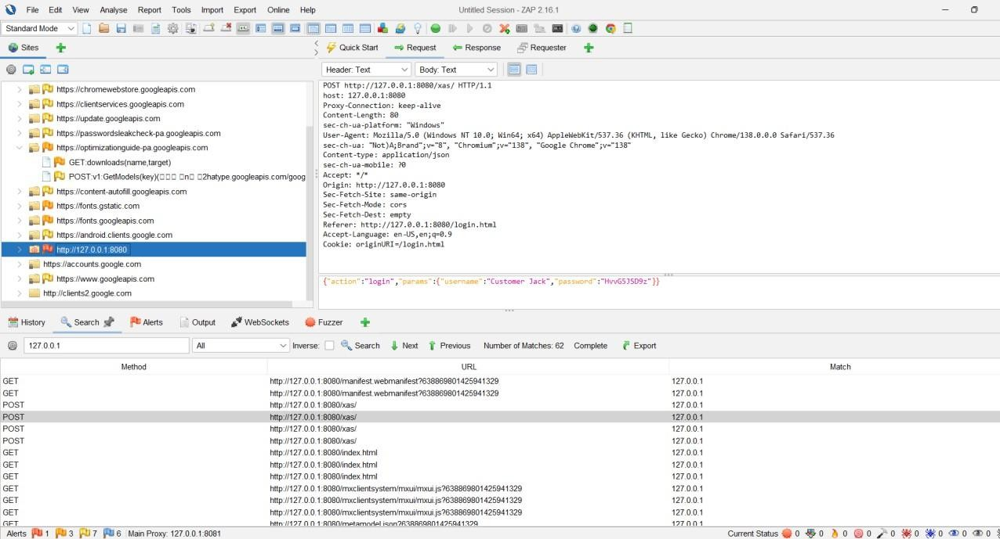 File Edit View Analyse Report Tools Import Export Online Help
Untitled Session - ZAP 2.16.1
Standard Mode
Sites
Quick Start Request Response Requester
Header: Text Body: Text
https://chromewebstore.googleapis.com
https://clientservices.googleapis.com
https://update.googleapis.com
https://passwordsleakcheck-pa.googleapis.com
https://optimizationguide-pa.googleapis.com
GET:downloads(name,target)
POST:v1:GetModels(key)(□□□ □n□ □2hatype.googleapis.com/goog
https://content-autofill.googleapis.com
https://fonts.gstatic.com
https://fonts.googleapis.com
https://android.clients.google.com
http://127.0.0.1:8080
https://accounts.google.com
https://www.googleapis.com
http://clients2.google.com
POST http://127.0.0.1:8080/xas/ HTTP/1.1
host: 127.0.0.1:8080
Proxy-Connection: keep-alive
Content-Length: 80
sec-ch-ua-platform: "Windows"
User-Agent: Mozilla/5.0 (Windows NT 10.0; Win64; x64) AppleWebKit/537.36 (KHTML, like Gecko) Chrome/138.0.0.0 Safari/537.36
sec-ch-ua: "Not)A;Brand";v="8", "Chromium";v="138", "Google Chrome";v="138"
Content-type: application/json
sec-ch-ua-mobile: ?0
Accept: */*
Origin: http://127.0.0.1:8080
Sec-Fetch-Site: same-origin
Sec-Fetch-Mode: cors
Sec-Fetch-Dest: empty
Referer: http://127.0.0.1:8080/login.html
Accept-Language: en-US,en;q=0.9
Cookie: originURI=/login.html
{"action":"login","params":{"username":"Customer Jack","password":"HvvG5JSD9z"}}
History Search Alerts Output WebSockets Fuzzer
127.0.0.1 All Inverse: Search Next Previous Number of Matches: 62 Complete Export
Method URL Match
GET http://127.0.0.1:8080/manifest.webmanifest?638869801425941329 127.0.0.1
GET http://127.0.0.1:8080/manifest.webmanifest?638869801425941329 127.0.0.1
POST http://127.0.0.1:8080/xas/ 127.0.0.1
POST http://127.0.0.1:8080/xas/ 127.0.0.1
POST http://127.0.0.1:8080/xas/ 127.0.0.1
POST http://127.0.0.1:8080/xas/ 127.0.0.1
GET http://127.0.0.1:8080/index.html 127.0.0.1
GET http://127.0.0.1:8080/index.html 127.0.0.1
GET http://127.0.0.1:8080/index.html 127.0.0.1
GET http://127.0.0.1:8080/mxclientsystem/mxui/mxui.js?638869801425941329 127.0.0.1
GET http://127.0.0.1:8080/mxclientsystem/mxui/mxui.js?638869801425941329 127.0.0.1
GET http://127.0.0.1:8080/mxclientsystem/mxui/mxui.js?638869801425941329 127.0.0.1
GET http://127.0.0.1:8080/metamodel.json?638869801425941329 127.0.0.1
Alerts 1 3 7 6 Main Proxy: 127.0.0.1:8081
Current Status 0 0 0 0 0 0 0 0 0